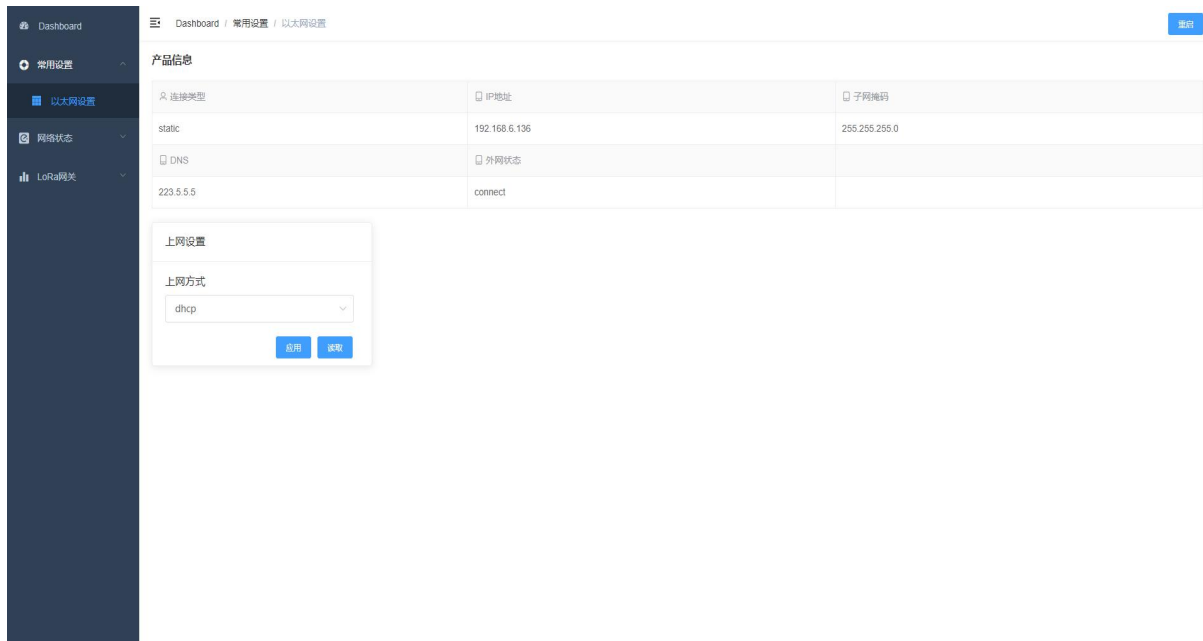 Dashboard
常用设置
以太网设置
网络状态
LoRa网关
Dashboard / 常用设置 / 以太网设置
重启
产品信息
连接类型 IP地址 子网掩码
static 192.168.6.136 255.255.255.0
DNS 外网状态
223.5.5.5 connect
上网设置
上网方式
dhcp
应用 读取